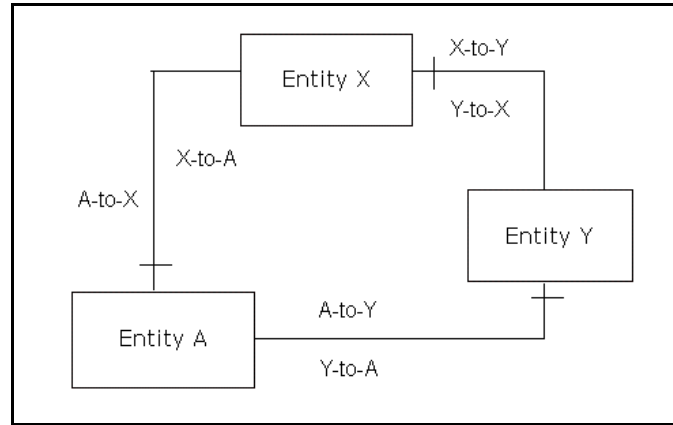 X-to-Y
Entity X
Y-to-X
X-to-A
A-to-X
Entity Y
A-to-Y
Entity A
Y-to-A